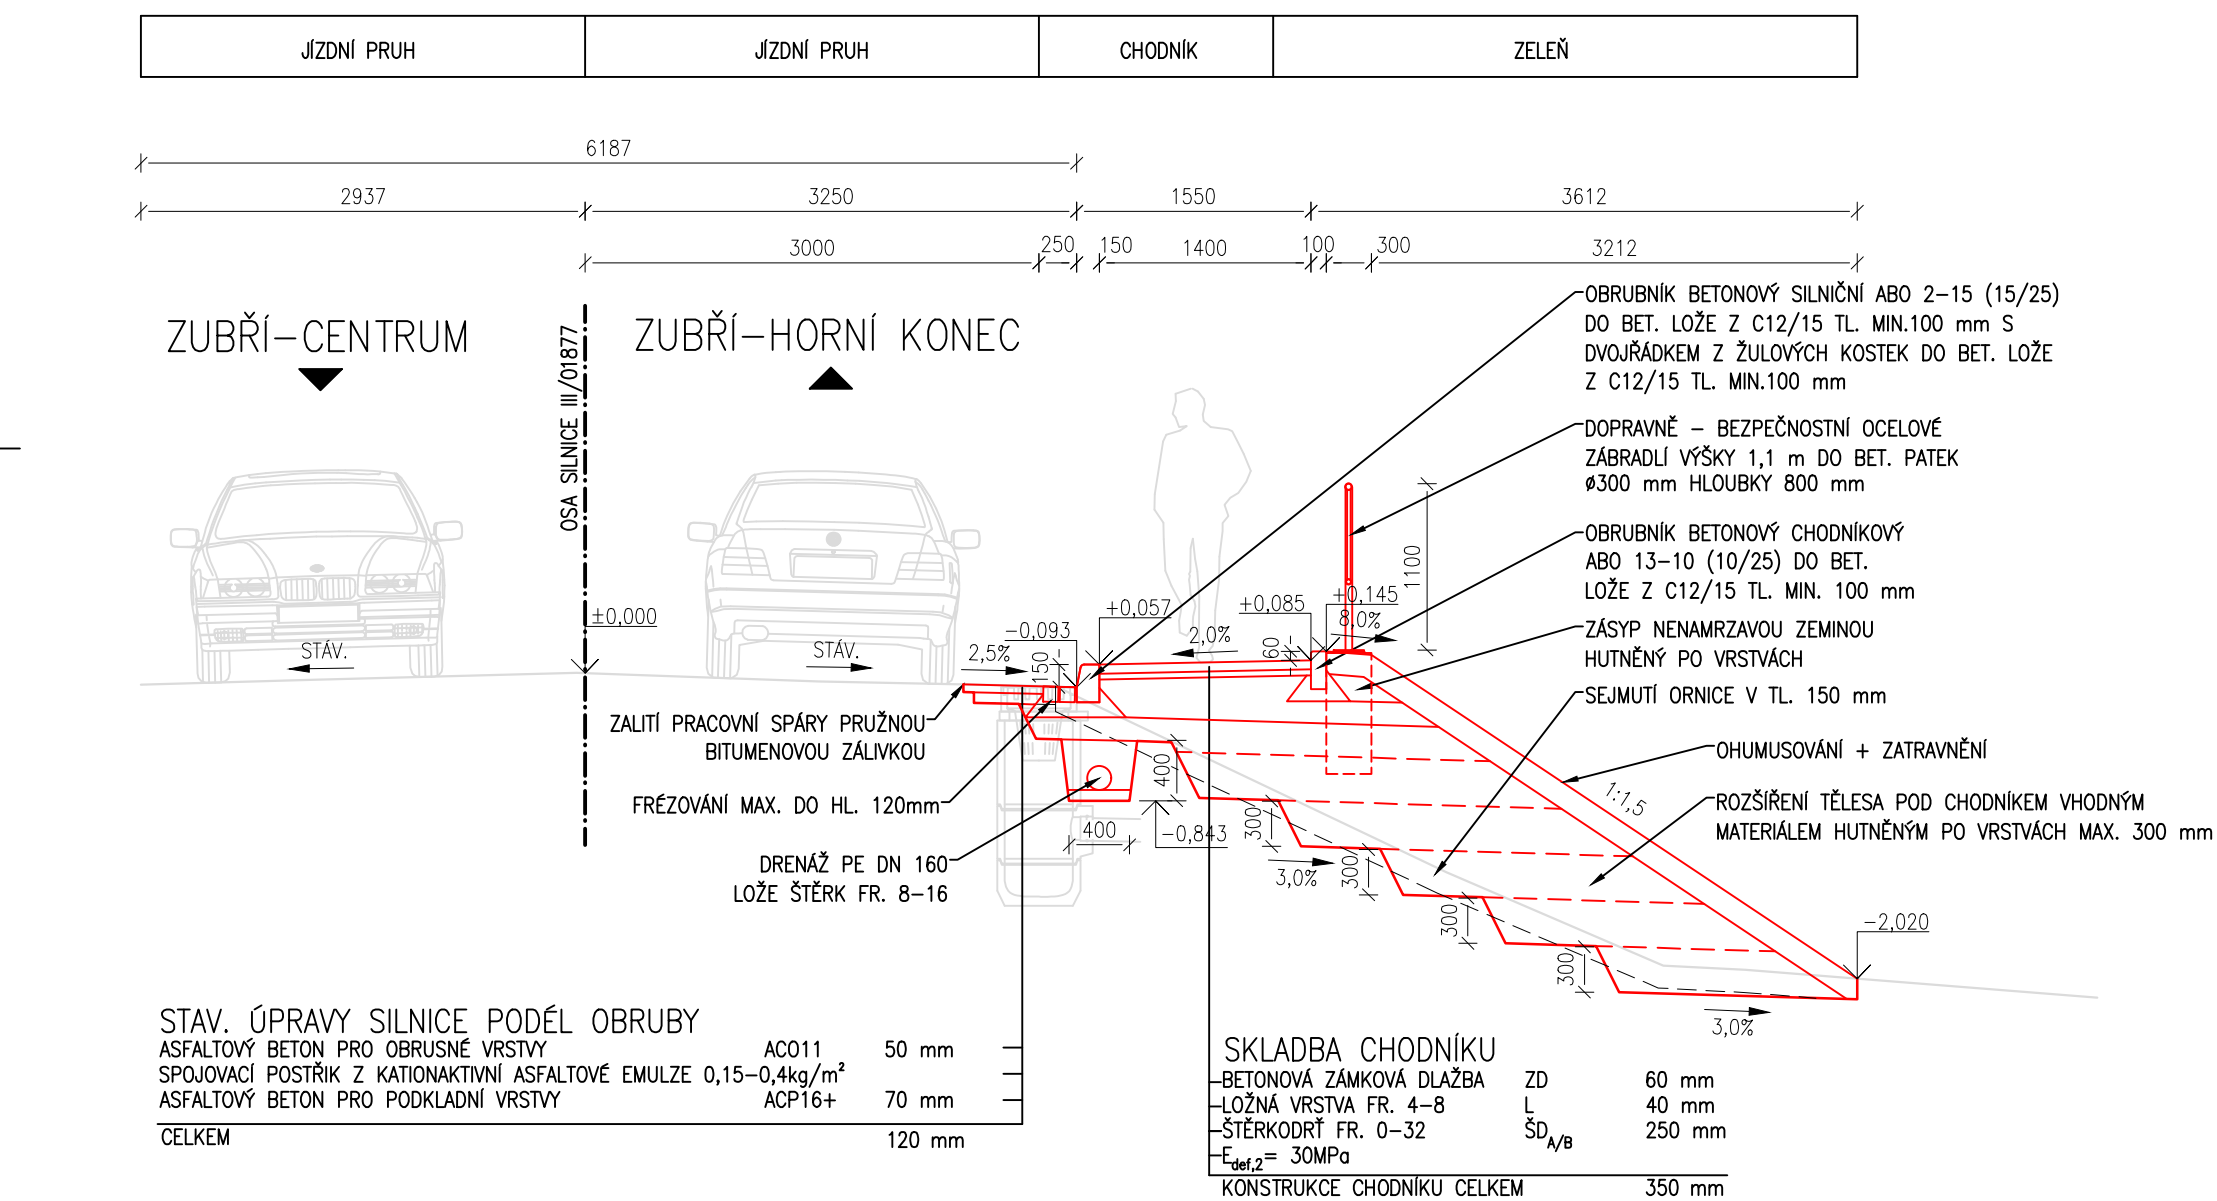 JÍZDNÍ PRUH
JÍZDNÍ PRUH
CHODNÍK
ZELEŇ
6187
2937
3250
1550
3612
3000
250
150
1400
100
300
3212
ZUBŘÍ-CENTRUM
OSA SILNICE III/01877
ZUBŘÍ-HORNÍ KONEC
OBRUBNÍK BETONOVÝ SILNIČNÍ ABO 2-15 (15/25)
DO BET. LOŽE Z C12/15 TL. MIN.100 mm S
DVOJŘÁDKEM Z ŽULOVÝCH KOSTEK DO BET. LOŽE
Z C12/15 TL. MIN.100 mm
DOPRAVNĚ - BEZPEČNOSTNÍ OCELOVÉ
ZÁBRADLÍ VÝŠKY 1,1 m DO BET. PATEK
ø300 mm HLOUBKY 800 mm
OBRUBNÍK BETONOVÝ CHODNÍKOVÝ
ABO 13-10 (10/25) DO BET.
LOŽE Z C12/15 TL. MIN. 100 mm
ZÁSYP NENAMRZAVOU ZEMINOU
HUTNĚNÝ PO VRSTVÁCH
SEJMUTÍ ORNICE V TL. 150 mm
OHUMUSOVÁNÍ + ZATRAVNĚNÍ
ROZŠÍŘENÍ TĚLESA POD CHODNÍKEM VHODNÝM
MATERIÁLEM HUTNĚNÝM PO VRSTVÁCH MAX. 300 mm
1100
±0,000
+0,057
+0,085
+0,145
8,0%
-0,093
2,0%
60
STÁV.
STÁV.
2,5%
150
ZALITÍ PRACOVNÍ SPÁRY PRUŽNOU
BITUMENOVOU ZÁLIVKOU
FRÉZOVÁNÍ MAX. DO HL. 120mm
DRENÁŽ PE DN 160
LOŽE ŠTĚRK FR. 8-16
400
400
-0,843
300
3,0%
300
300
300
1:1,5
-2,020
3,0%
STAV. ÚPRAVY SILNICE PODÉL OBRUBY
ASFALTOVÝ BETON PRO OBRUSNÉ VRSTVY ACO11 50 mm
SPOJOVACÍ POSTŘIK Z KATIONAKTIVNÍ ASFALTOVÉ EMULZE 0,15-0,4kg/m²
ASFALTOVÝ BETON PRO PODKLADNÍ VRSTVY ACP16+ 70 mm
CELKEM 120 mm
SKLADBA CHODNÍKU
BETONOVÁ ZÁMKOVÁ DLAŽBA ZD 60 mm
LOŽNÁ VRSTVA FR. 4-8 L 40 mm
ŠTĚRKODRŤ FR. 0-32 ŠD A/B 250 mm
Edef,2= 30MPa
KONSTRUKCE CHODNÍKU CELKEM 350 mm